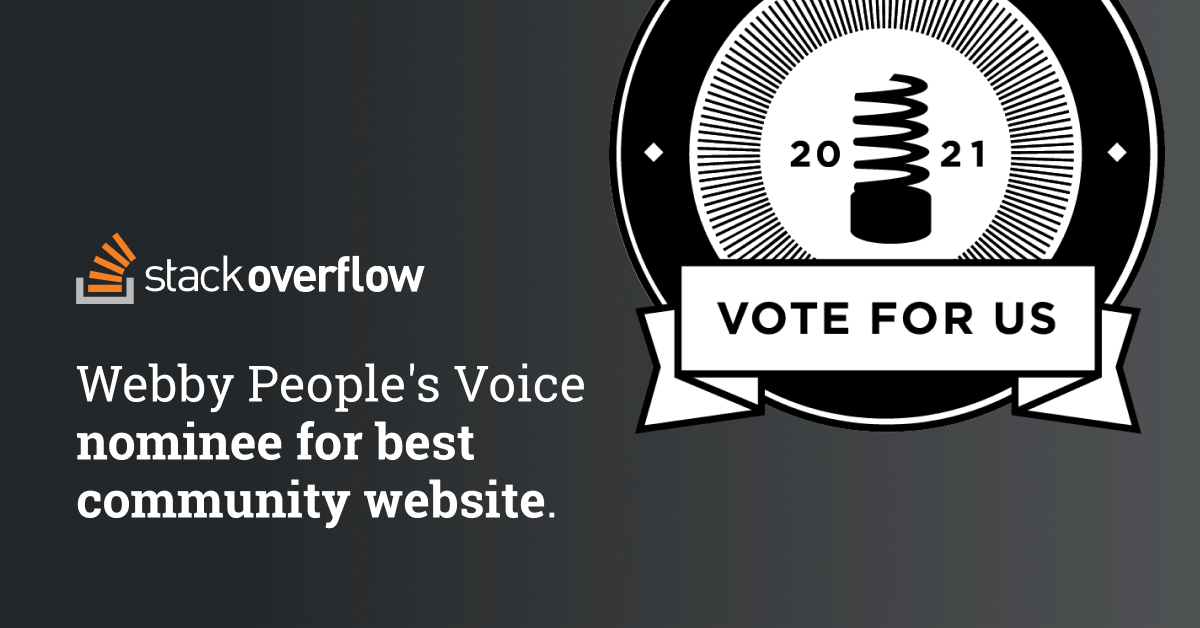 stackoverflow
Webby People's Voice
nominee for best
community website.
20 21
VOTE FOR US